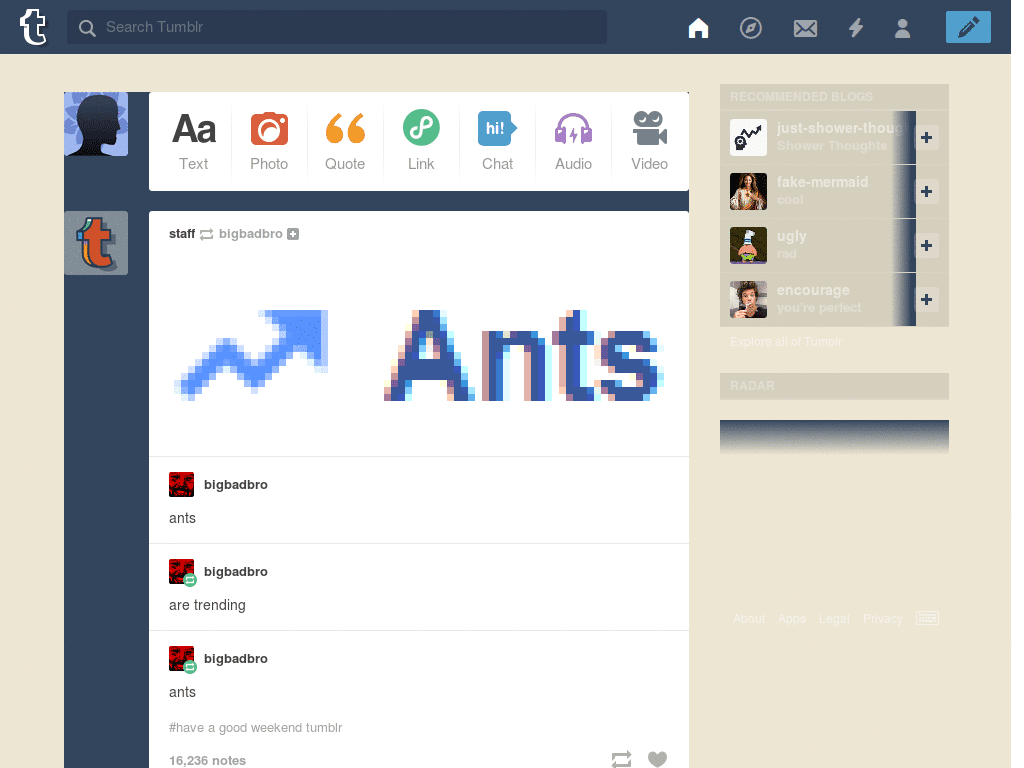 Search Tumblr
Aa
Text
Photo
Quote
Link
hi!
Chat
Audio
Video
staff bigbadbro
Ants
bigbadbro
ants
bigbadbro
are trending
bigbadbro
ants
#have a good weekend tumblr
16,236 notes
RECOMMENDED BLOGS
just-shower-thoug
Shower Thoughts
fake-mermaid
cool
ugly
rad
encourage
you're perfect
Explore all of Tumblr
RADAR
About Apps Legal Privacy